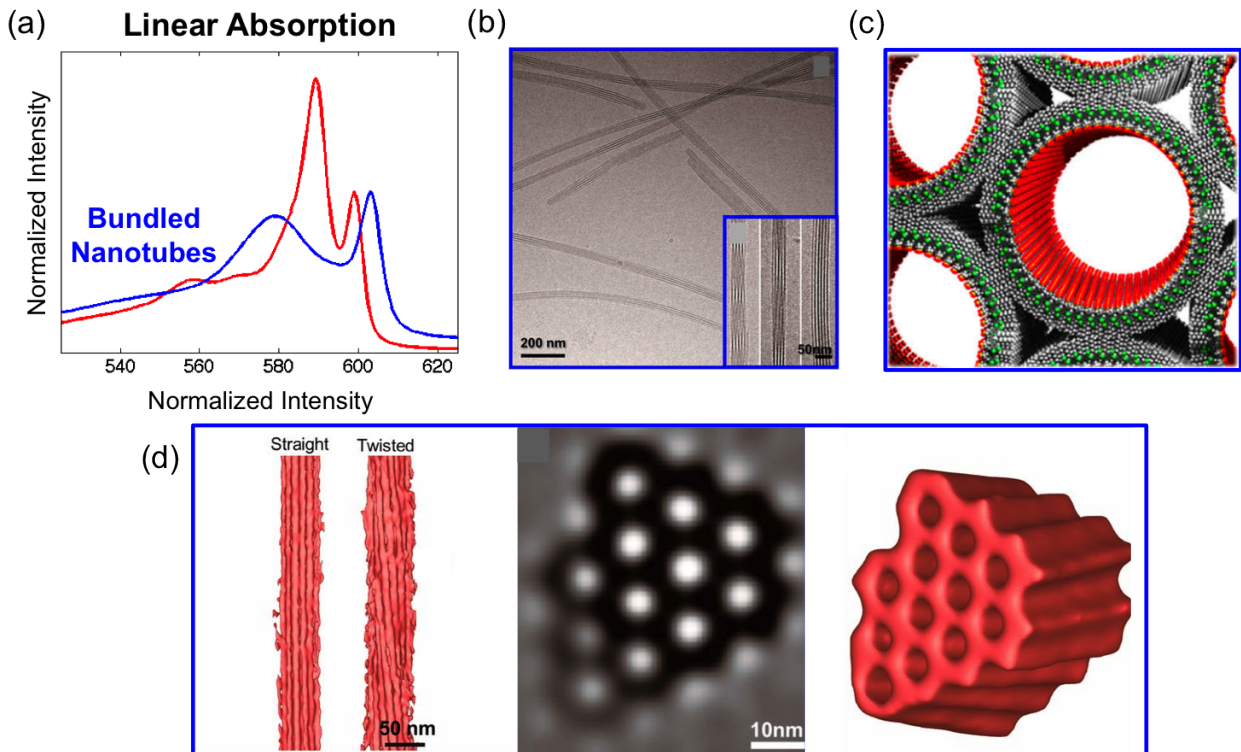 (a)
Linear Absorption
Normalized Intensity
Bundled
Nanotubes
540
560
580
600
620
Normalized Intensity
(b)
200 nm
50nm
(c)
(d)
Straight
Twisted
50 nm
10nm